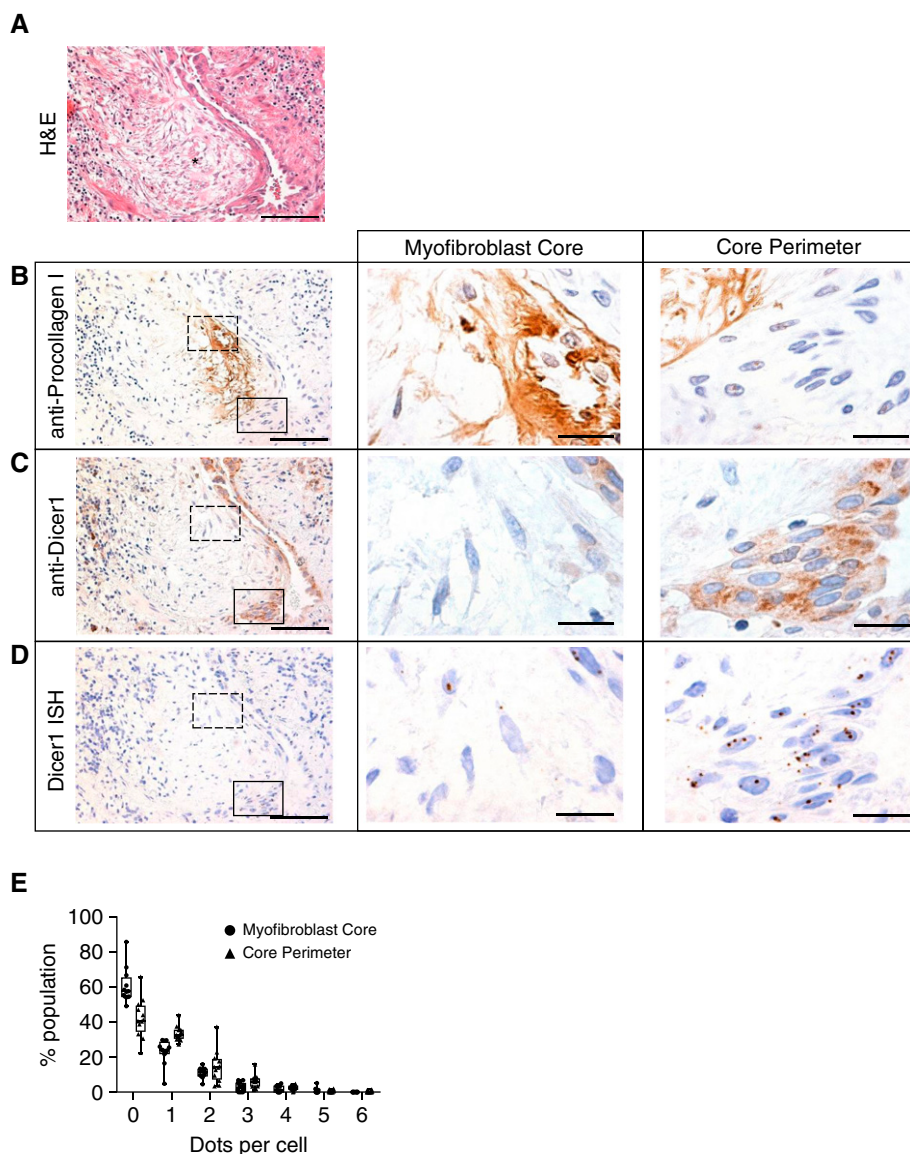 A
H&E
*
Myofibroblast Core
Core Perimeter
B
anti-Procollagen I
C
anti-Dicer1
D
Dicer1 ISH
E
100
80
60
40
20
0
% population
Myofibroblast Core
Core Perimeter
0 1 2 3 4 5 6
Dots per cell